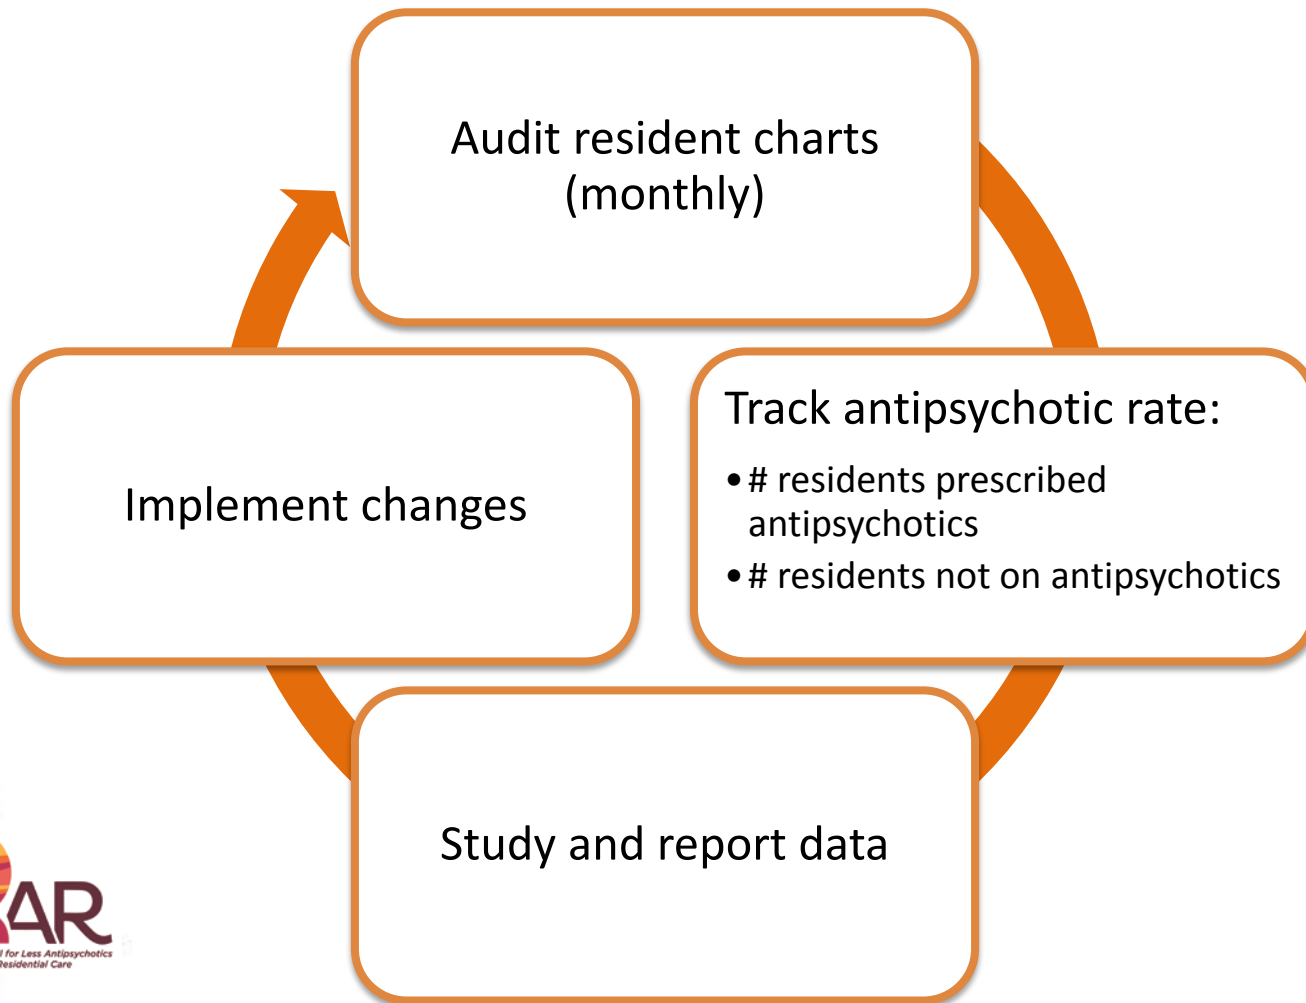 Audit resident charts
(monthly)
Track antipsychotic rate:
• # residents prescribed
antipsychotics
• # residents not on antipsychotics
Implement changes
Study and report data
AR
for Less Antipsychotics
Residential Care